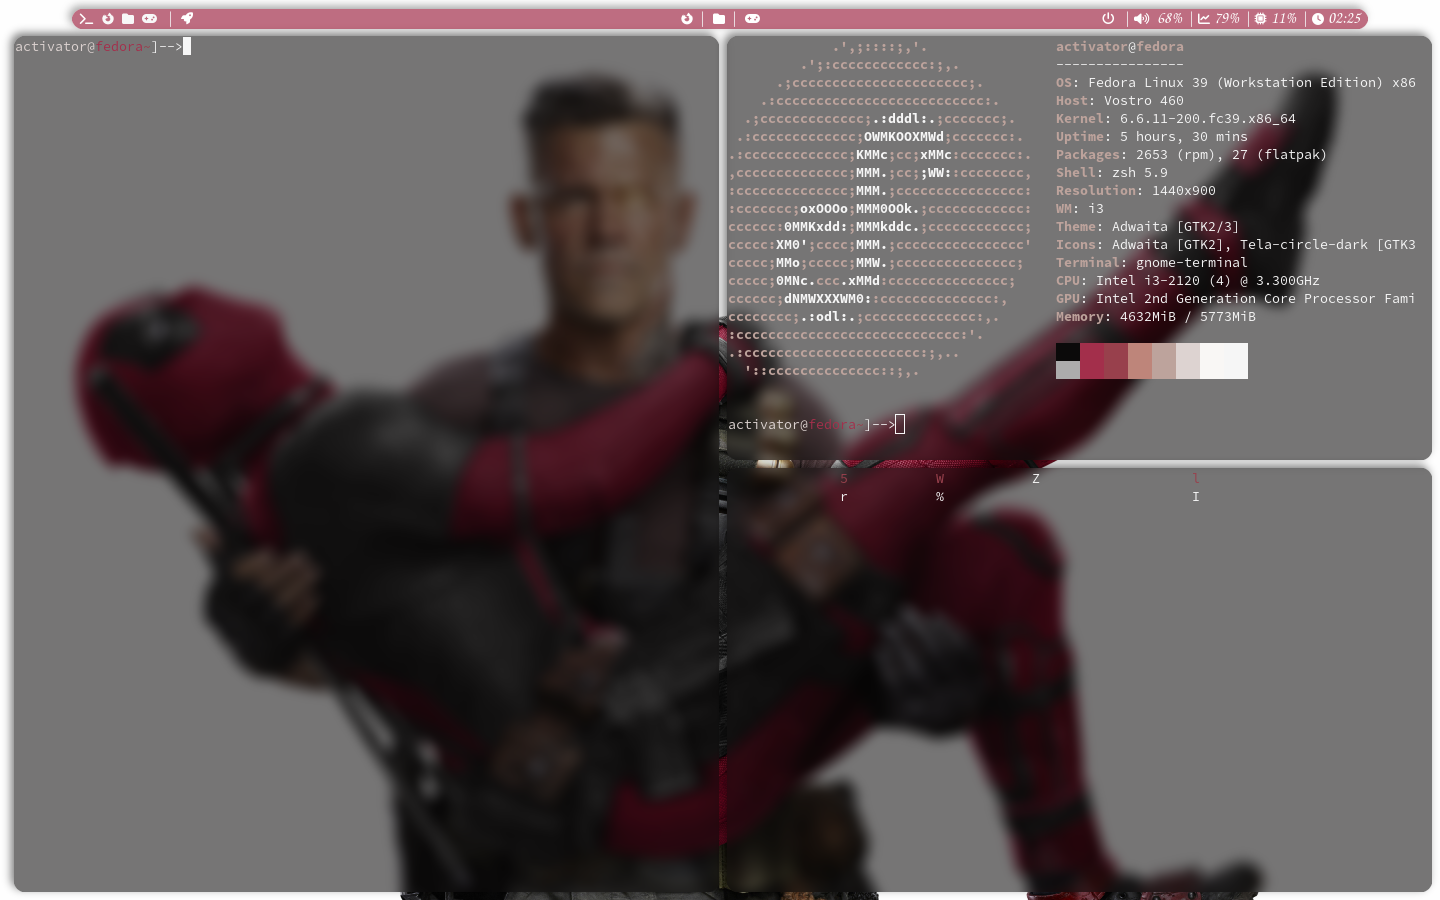 68% 79% 11% 02:25
activator@fedora~]-->
.',;::::;,'.
.';:cccccccccccc:;,.
.;cccccccccccccccccccccc;.
.:cccccccccccccccccccccccccc:.
.;ccccccccccccc;.:dddl:.;ccccccc;.
.:ccccccccccccc;OWMKOOXMWd;ccccccc:.
.:ccccccccccccc;KMMc;cc;xMMc:ccccccc:.
,cccccccccccccc;MMM.;cc;;WW::cccccccc,
:cccccccccccccc;MMM.;cccccccccccccccc:
:ccccccc;oxOOOo;MMM0OOk.;cccccccccccc:
cccccc:0MMKxdd:;MMMkddc.;cccccccccccc;
ccccc:XM0';cccc;MMM.;cccccccccccccccc'
ccccc;MMo;ccccc;MMW.;ccccccccccccccc;
ccccc;0MNc.ccc.xMMd:ccccccccccccccc;
cccccc;dNMWXXXWM0::cccccccccccccc:,
cccccccc;.:odl:.;cccccccccccccc:,.
:cccccccccccccccccccccccccccc:'.
.:cccccccccccccccccccccc:;,..
'::cccccccccccccc::;,.
activator@fedora
----------------
OS: Fedora Linux 39 (Workstation Edition) x86
Host: Vostro 460
Kernel: 6.6.11-200.fc39.x86_64
Uptime: 5 hours, 30 mins
Packages: 2653 (rpm), 27 (flatpak)
Shell: zsh 5.9
Resolution: 1440x900
WM: i3
Theme: Adwaita [GTK2/3]
Icons: Adwaita [GTK2], Tela-circle-dark [GTK3
Terminal: gnome-terminal
CPU: Intel i3-2120 (4) @ 3.300GHz
GPU: Intel 2nd Generation Core Processor Fami
Memory: 4632MiB / 5773MiB
activator@fedora~]-->
5 W Z l
r % I